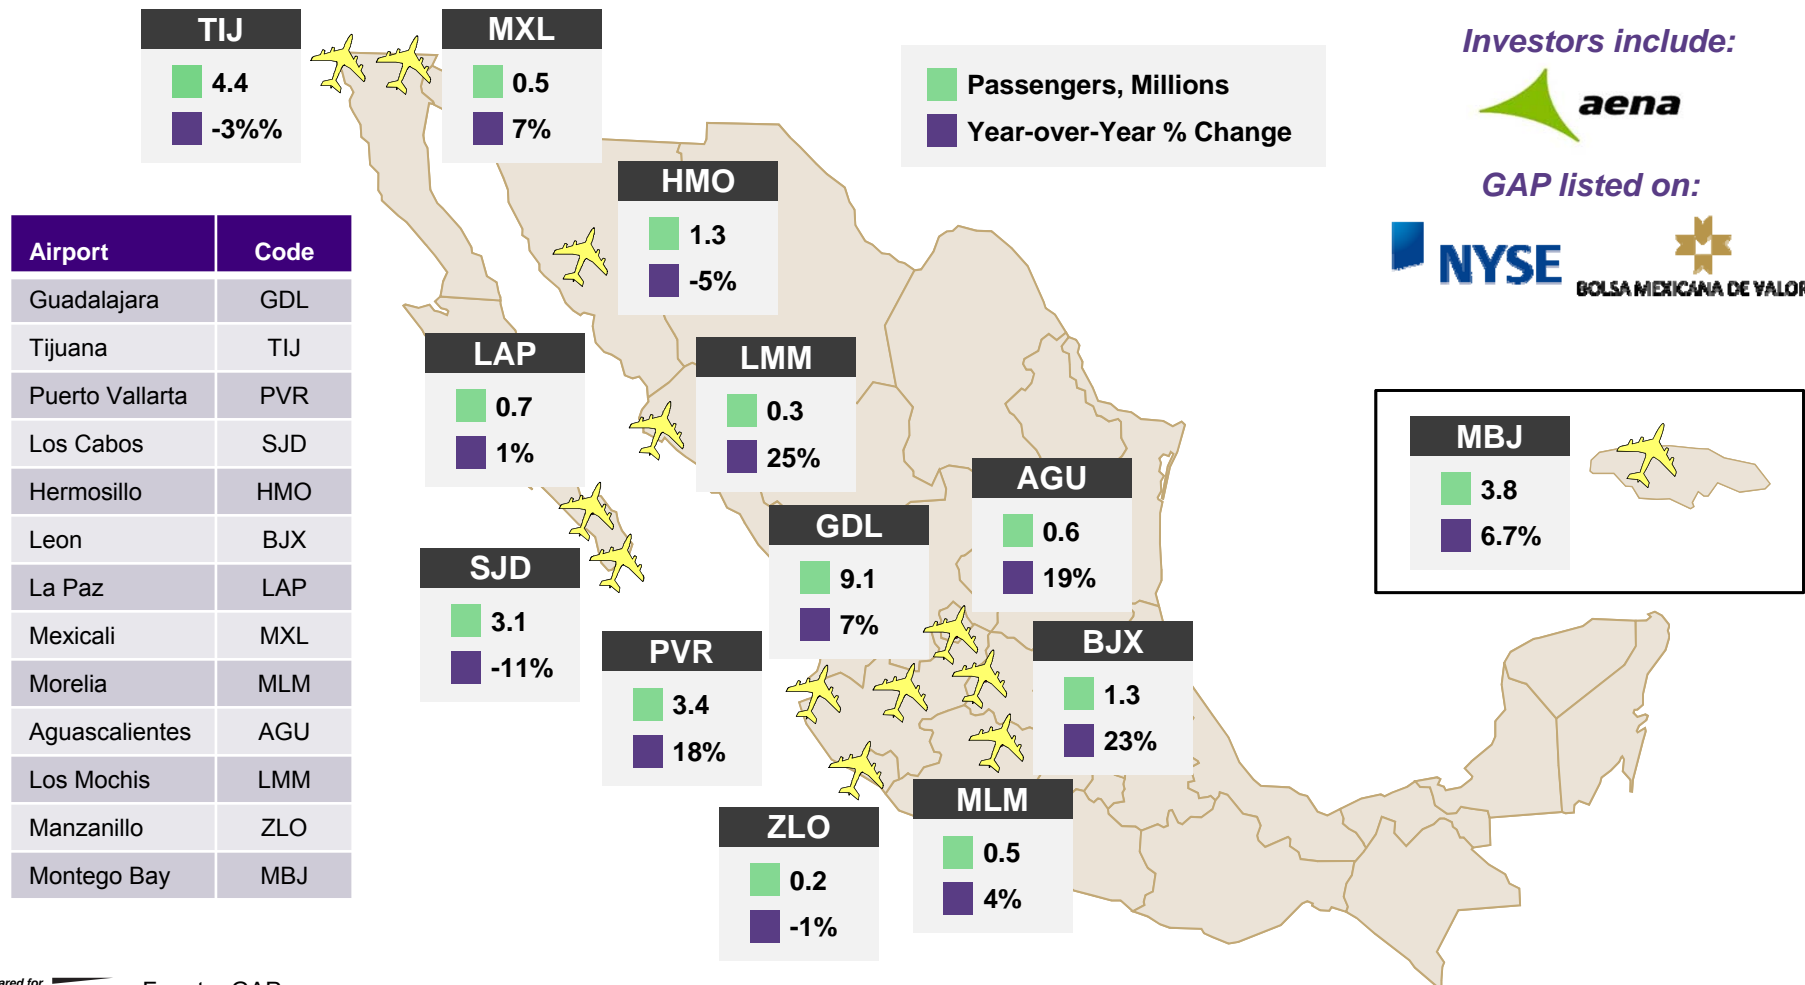 TIJ
4.4
-3%%
MXL
0.5
7%
Passengers, Millions
Year-over-Year % Change
Investors include:
aena
GAP listed on:
NYSE
BOLSA MEXICANA DE VALOR
HMO
1.3
-5%
Airport Code
Guadalajara GDL
Tijuana TIJ
Puerto Vallarta PVR
Los Cabos SJD
Hermosillo HMO
Leon BJX
La Paz LAP
Mexicali MXL
Morelia MLM
Aguascalientes AGU
Los Mochis LMM
Manzanillo ZLO
Montego Bay MBJ
LAP
0.7
1%
LMM
0.3
25%
MBJ
3.8
6.7%
AGU
0.6
19%
GDL
9.1
7%
SJD
3.1
-11%
PVR
3.4
18%
BJX
1.3
23%
MLM
0.5
4%
ZLO
0.2
-1%
for